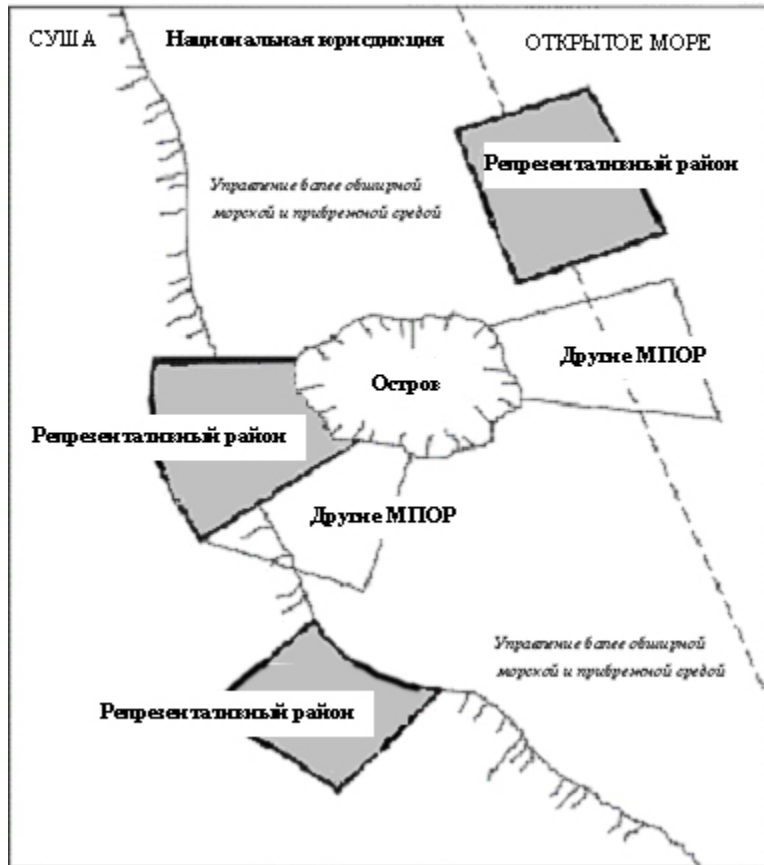 СУША Национальная юрисдикция ОТКРЫТОЕ МОРЕ
Репрезентативный район
Управление более обширной
морской и прибрежной средой
Другие МПОР
Остров
Репрезентативный район
Другие МПОР
Управление более обширной
морской и прибрежной средой
Репрезентативный район